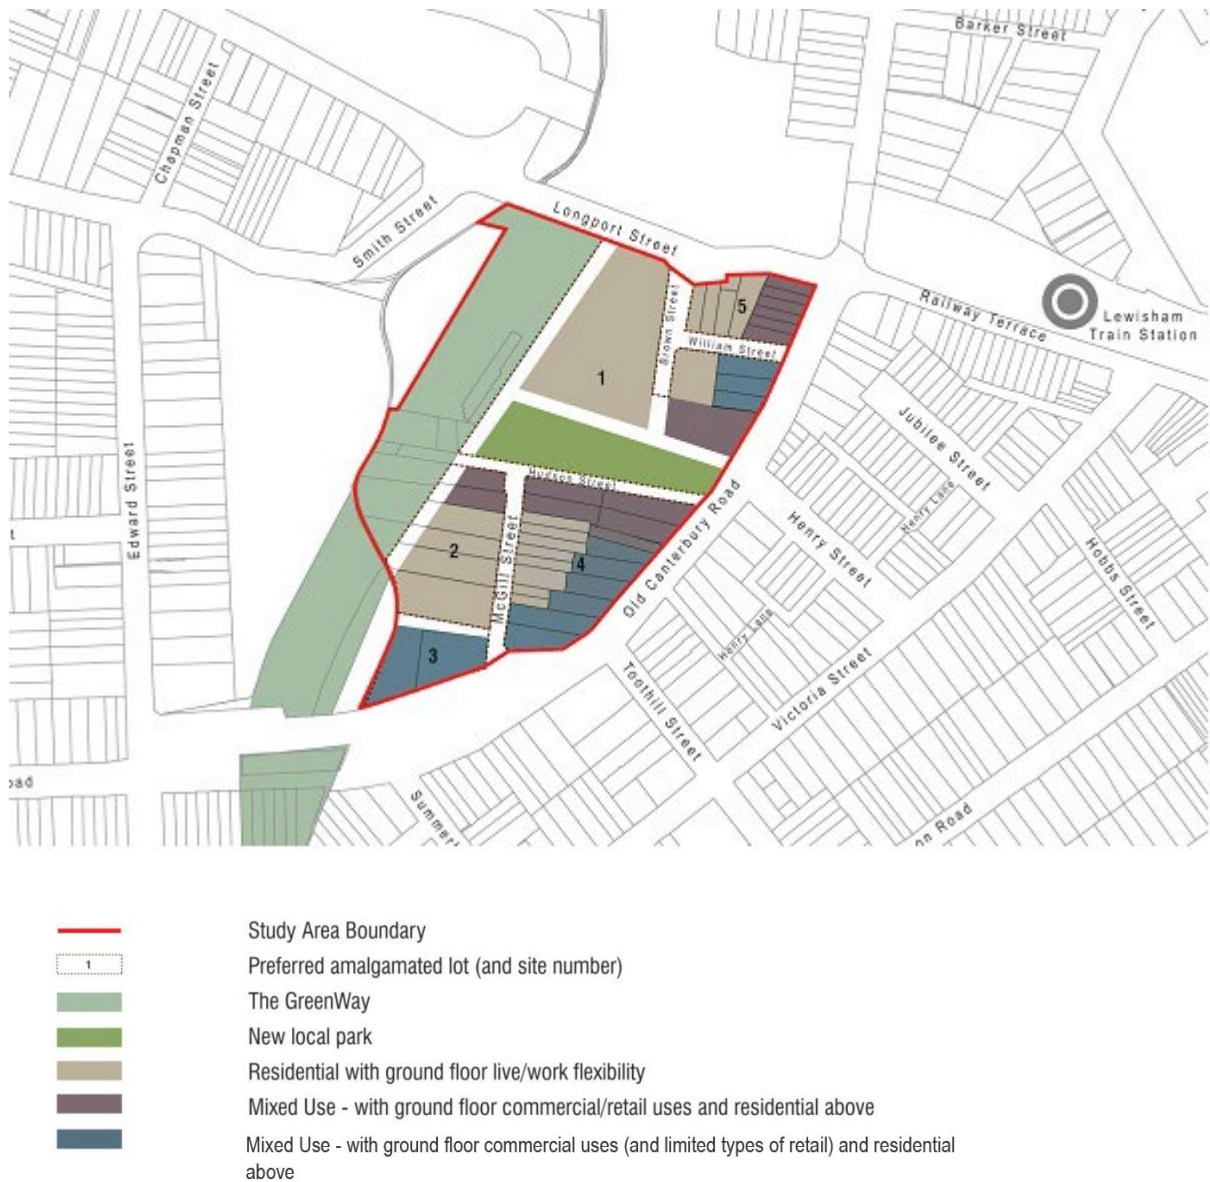 Barker Street
Chapman Street
Smith Street
Longport Street
Railway Terrace
Lewisham
Train Station
Brown Street
William Street
5
1
Jubilee Street
Edward Street
t
Hudson Street
Henry Lane
Henry Street
Hobbs Street
2
McGill Street
4
Old Canterbury Road
Henry Lane
3
Toothill Street
Victoria Street
oad
Summerh
on Road
Study Area Boundary
1
Preferred amalgamated lot (and site number)
The GreenWay
New local park
Residential with ground floor live/work flexibility
Mixed Use - with ground floor commercial/retail uses and residential above
Mixed Use - with ground floor commercial uses (and limited types of retail) and residential
above